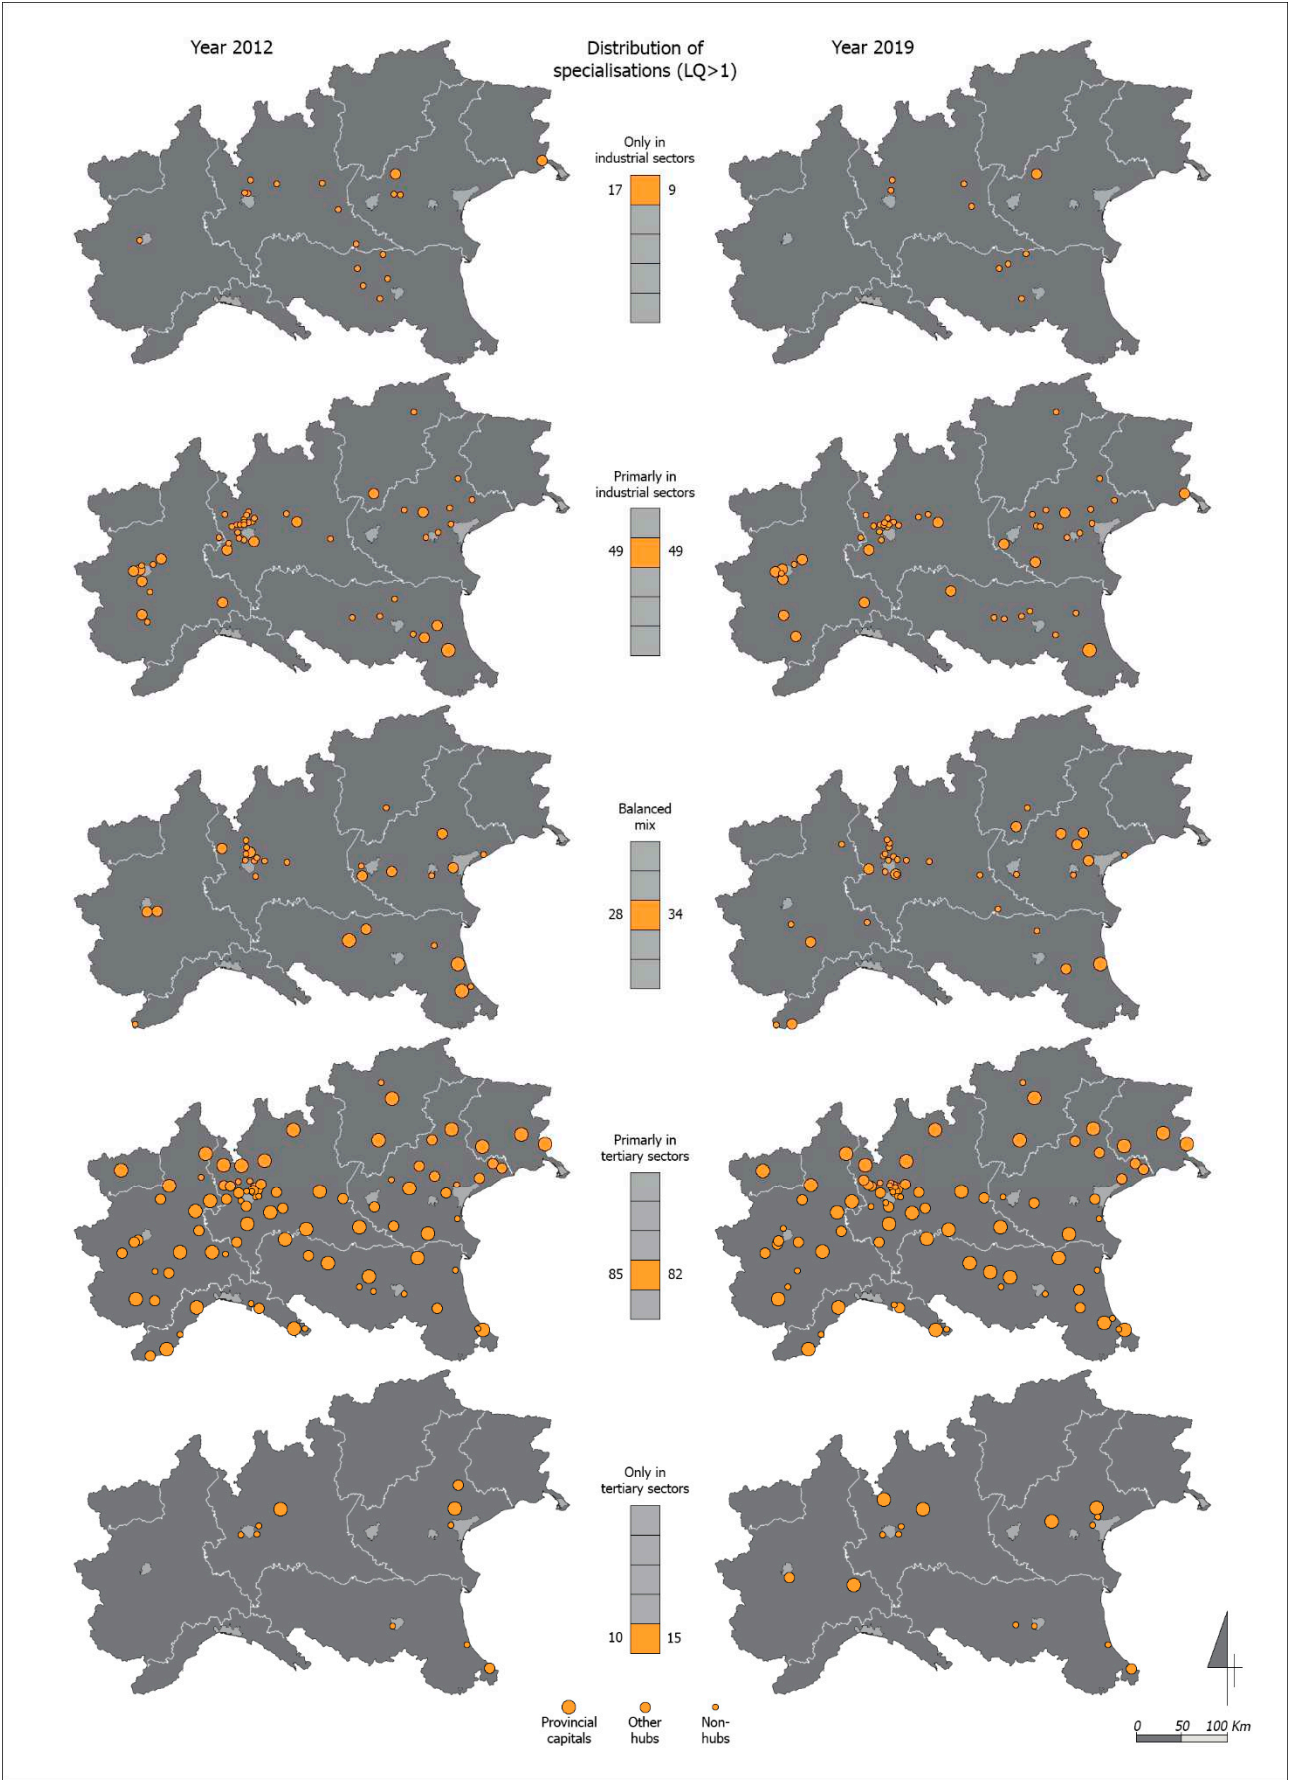 Year 2012
Distribution of
specialisations (LQ>1)
Year 2019
Only in
industrial sectors
17 9
Primarly in
industrial sectors
49 49
Balanced
mix
28 34
Primarly in
tertiary sectors
85 82
Only in
tertiary sectors
10 15
Provincial
capitals
Other
hubs
Non-
hubs
0 50 100 Km